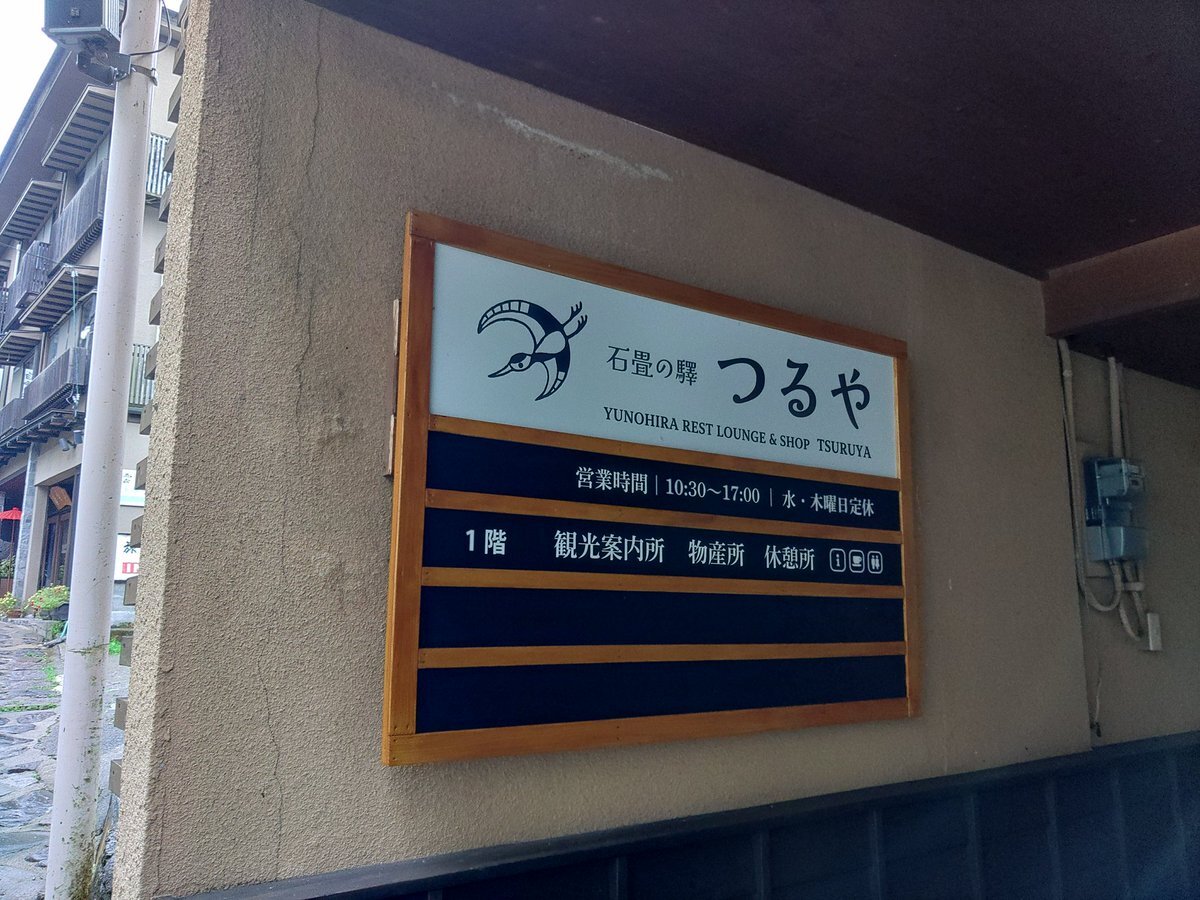 石畳の驛 つるや
YUNOHIRA REST LOUNGE & SHOP TSURUYA
営業時間｜10:30～17:00｜水・木曜日定休
1階 観光案内所 物産所 休憩所